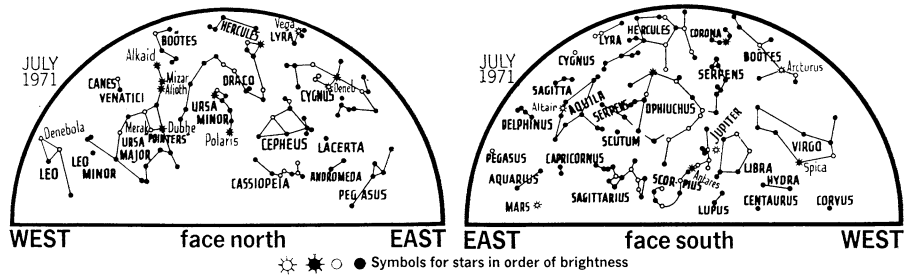 JULY
1971
HERCULES
Vega
LYRA
BOOTES
Alkaid
Mizar
Alioth
CANES
VENATICI
DRACO
CYGNUS
Deneb
URSA
MINOR
Merak
Dubhe
POINTERS
Polaris
Denebola
URSA
MAJOR
CEPHEUS
LACERTA
LEO
LEO
MINOR
CASSIOPEIA
ANDROMEDA
PEGASUS
WEST
face north
EAST
JULY
1971
LYRA
HERCULES
CORONA
CYGNUS
BOOTES
Arcturus
SERPENS
SAGITTA
Altair
AQUILA
SERPENS
OPHIUCHUS
DELPHINUS
SCUTUM
JUPITER
VIRGO
PEGASUS
CAPRICORNUS
LIBRA
Spica
AQUARIUS
SCORPIUS
Antares
HYDRA
SAGITTARIUS
CENTAURUS
CORVUS
MARS
LUPUS
EAST
face south
WEST
Symbols for stars in order of brightness